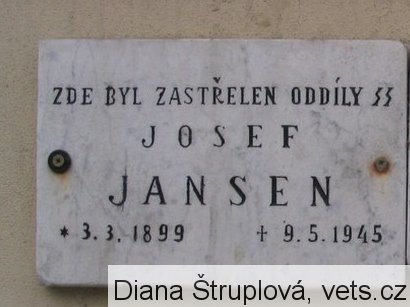 ZDE BYL ZASTŘELEN ODDÍLY SS
JOSEF
JANSEN
* 3. 3. 1899 † 9. 5. 1945
Diana Štruplová, vets.cz